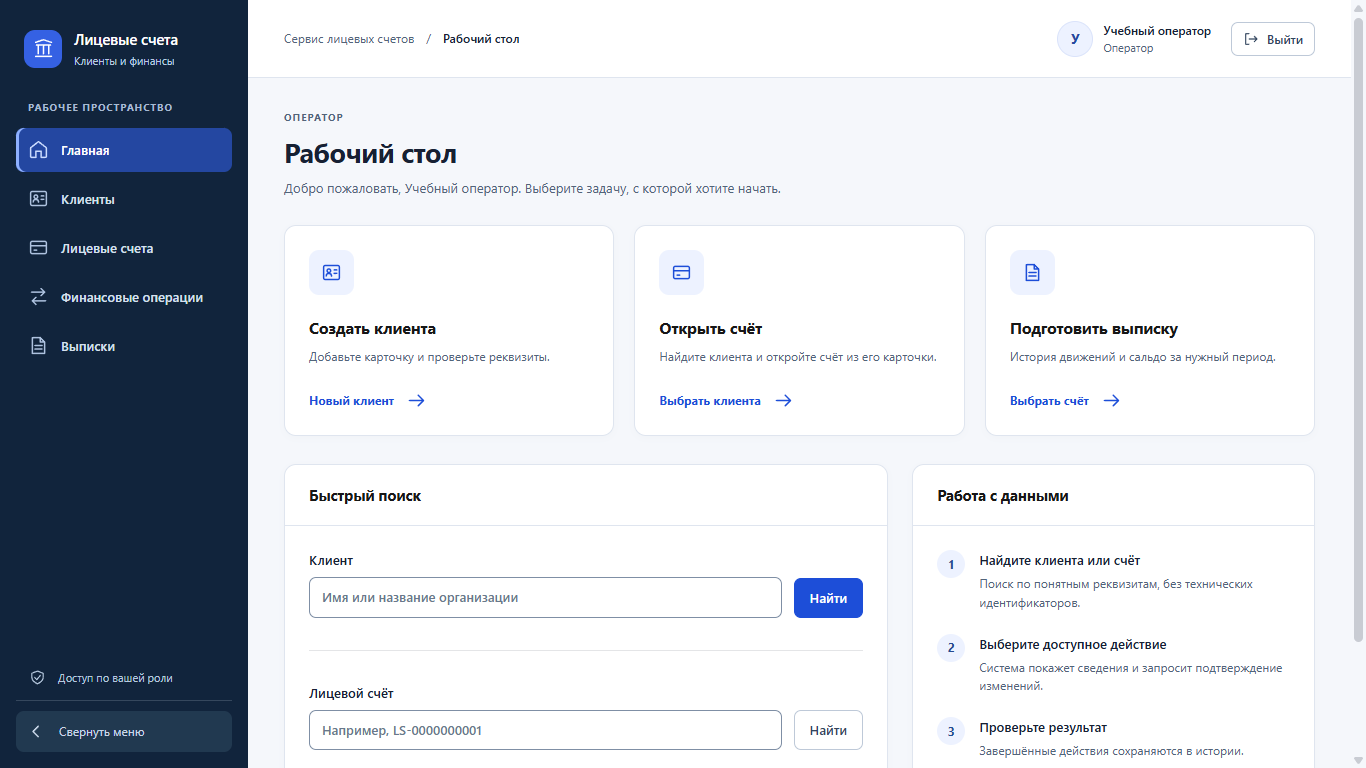 Лицевые счета
Клиенты и финансы
РАБОЧЕЕ ПРОСТРАНСТВО
Главная
Клиенты
Лицевые счета
Финансовые операции
Выписки
Доступ по вашей роли
Свернуть меню
Сервис лицевых счетов / Рабочий стол
У
Учебный оператор
Оператор
Выйти
ОПЕРАТОР
Рабочий стол
Добро пожаловать, Учебный оператор. Выберите задачу, с которой хотите начать.
Создать клиента
Добавьте карточку и проверьте реквизиты.
Новый клиент
Открыть счёт
Найдите клиента и откройте счёт из его карточки.
Выбрать клиента
Подготовить выписку
История движений и сальдо за нужный период.
Выбрать счёт
Быстрый поиск
Клиент
Имя или название организации
Найти
Лицевой счёт
Например, LS-0000000001
Найти
Работа с данными
1
Найдите клиента или счёт
Поиск по понятным реквизитам, без технических
идентификаторов.
2
Выберите доступное действие
Система покажет сведения и запросит подтверждение
изменений.
3
Проверьте результат
Завершённые действия сохраняются в истории.